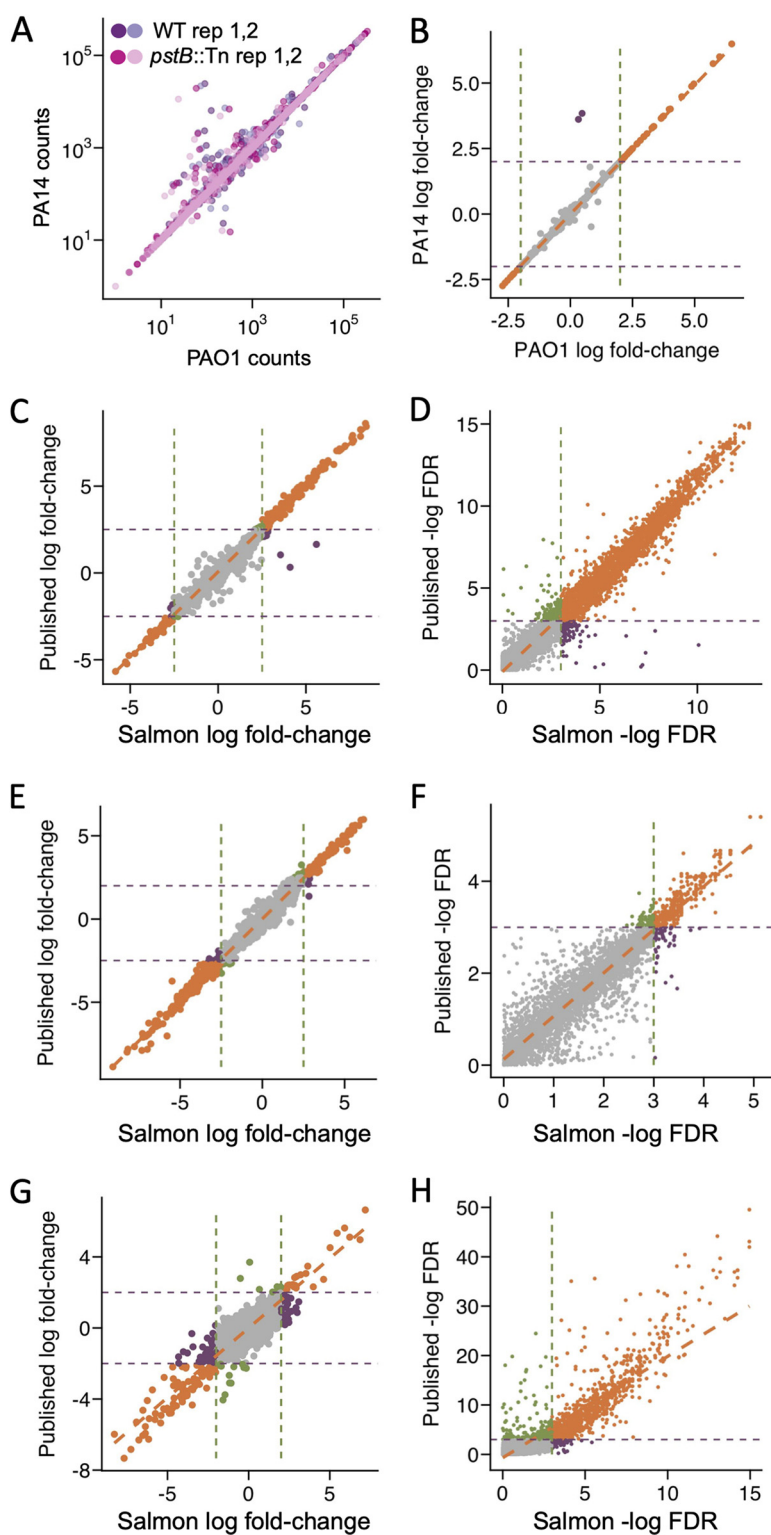 A
WT rep 1,2
pstB::Tn rep 1,2
PA14 counts
10^5
10^3
10^1
10^1
10^3
10^5
PAO1 counts
B
PA14 log fold-change
5.0
2.5
0.0
-2.5
-2.5
0.0
2.5
5.0
PAO1 log fold-change
C
Published log fold-change
5
0
-5
-5
0
5
Salmon log fold-change
D
Published -log FDR
15
10
5
0
0
5
10
Salmon -log FDR
E
Published log fold-change
5
0
-5
-5
0
5
Salmon log fold-change
F
Published -log FDR
4
2
0
0
1
2
3
4
5
Salmon -log FDR
G
Published log fold-change
4
0
-4
-8
-5
0
5
Salmon log fold-change
H
Published -log FDR
50
40
30
20
10
0
0
5
10
15
Salmon -log FDR